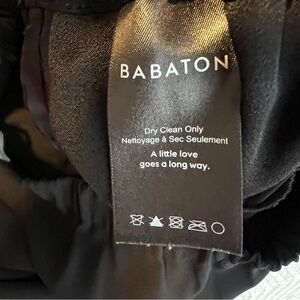 BABATON
Dry Clean Only
Nettoyage à Sec Seulement
A little love
goes a long way.